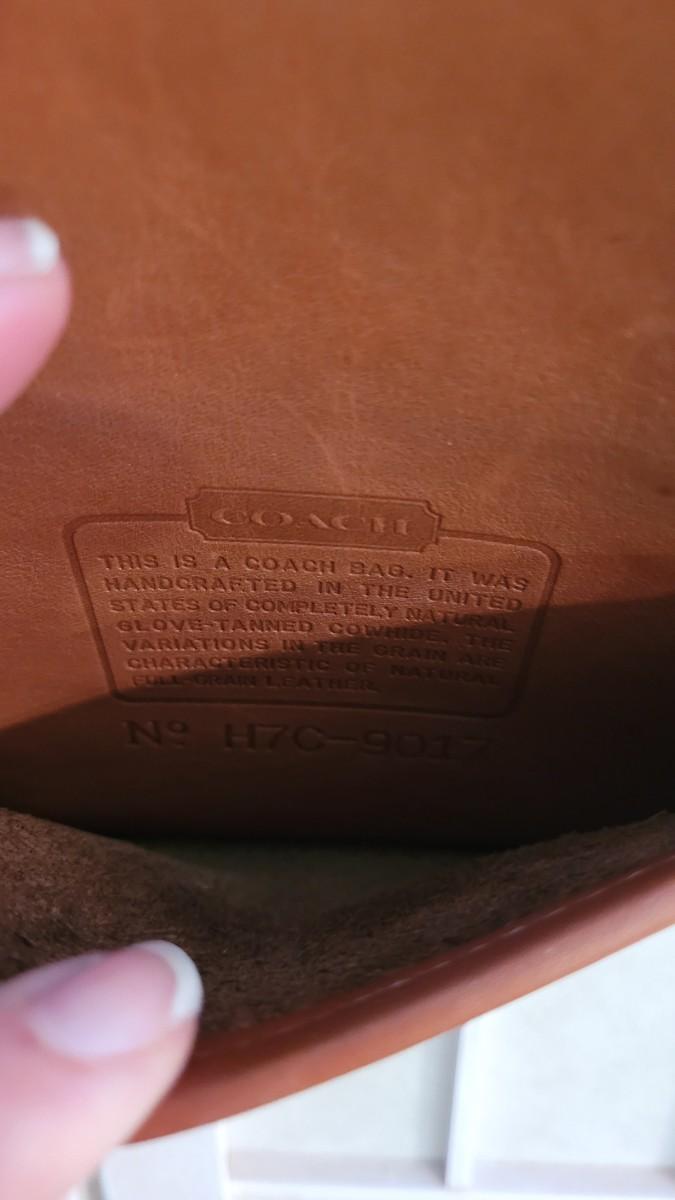 COACH
THIS IS A COACH BAG. IT WAS
HANDCRAFTED IN THE UNITED
STATES OF COMPLETELY NATURAL
GLOVE-TANNED COWHIDE. THE
VARIATIONS IN THE GRAIN ARE
CHARACTERISTIC OF NATURAL
FULL-GRAIN LEATHER.
Nº H7C-9017